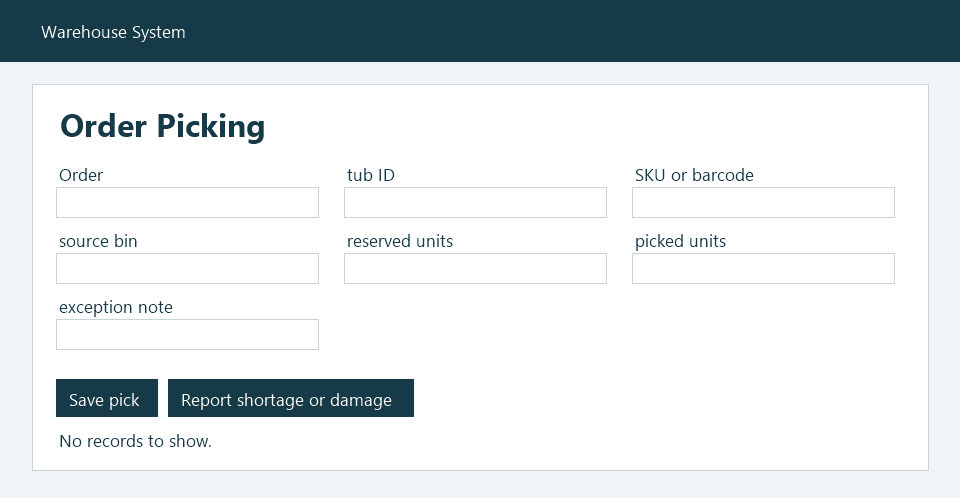 Warehouse System
Order Picking
Order
tub ID
SKU or barcode
source bin
reserved units
picked units
exception note
Save pick
Report shortage or damage
No records to show.